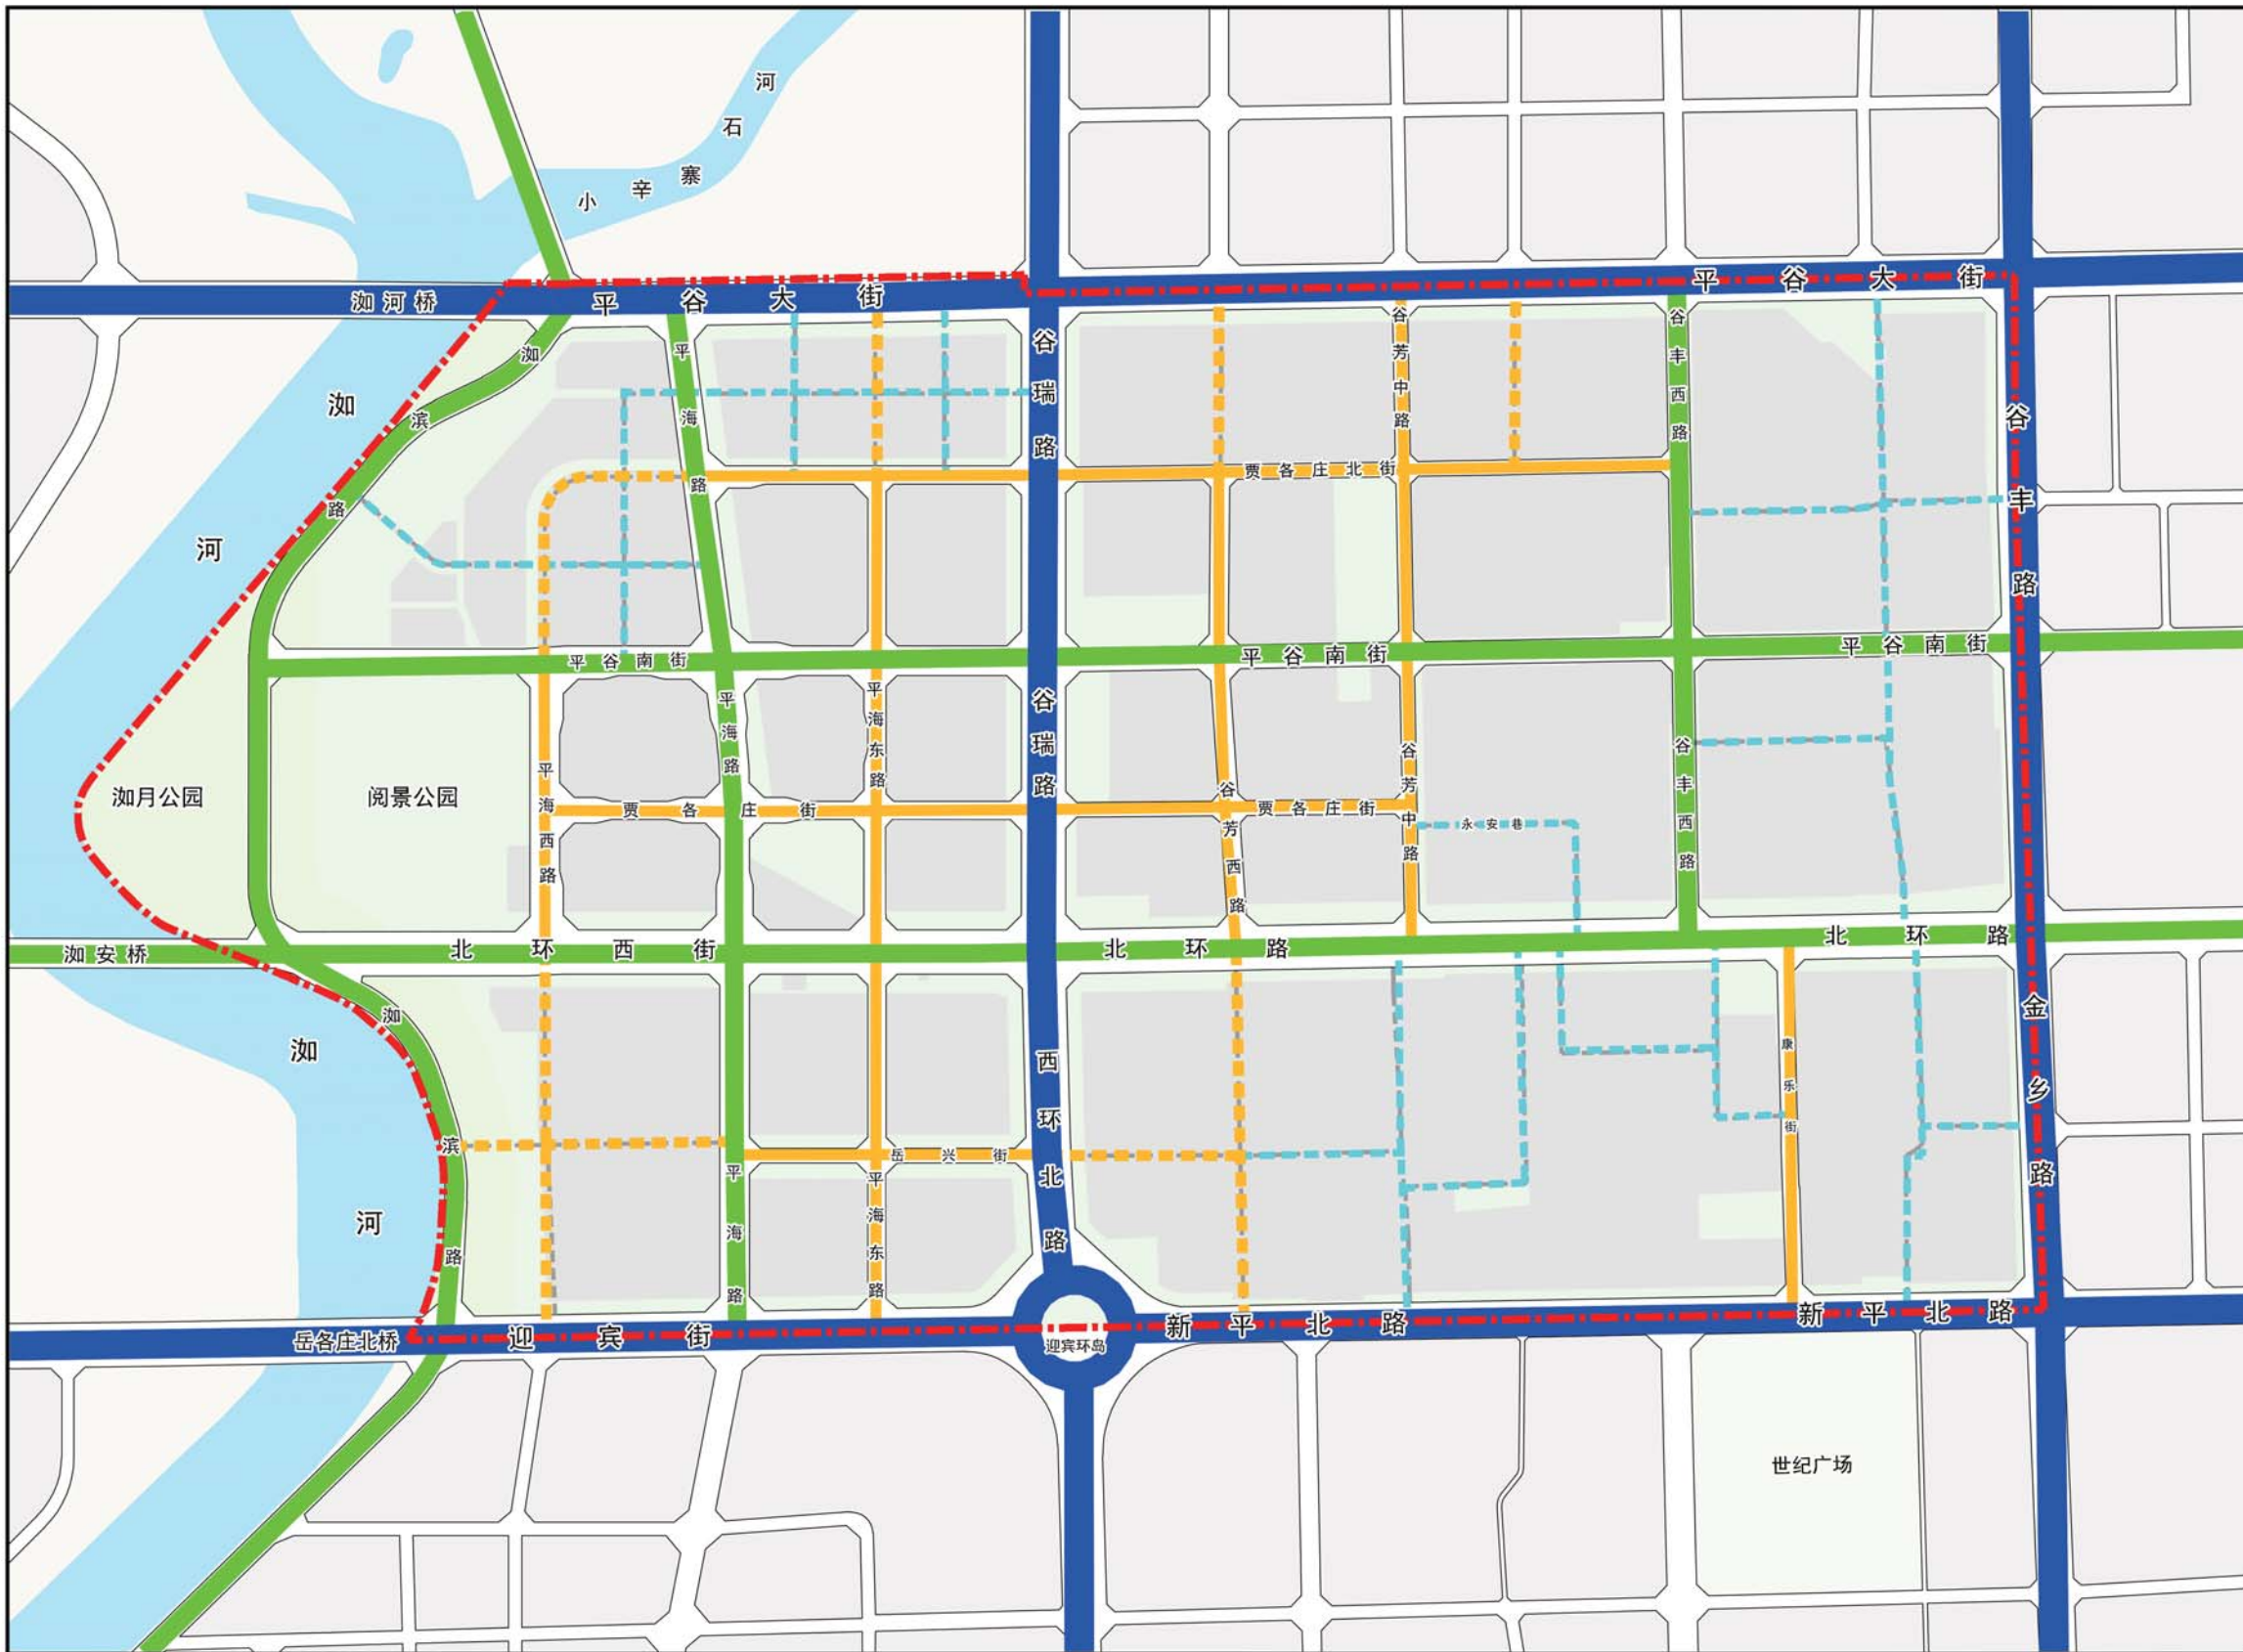 小辛寨石河
洳河桥
平谷大街
平谷大街
洳河
洳滨路
平海路
谷瑞路
谷芳中路
谷丰西路
谷丰路
贾各庄北街
平谷南街
平谷南街
平谷南街
平海路
平海东路
谷瑞路
平海西路
谷芳西路
谷芳中路
谷丰西路
洳月公园
阅景公园
贾各庄街
贾各庄街
永安巷
洳安桥
北环西街
北环路
北环路
洳河
洳滨路
西环北路
康乐街
金乡路
岳兴街
平海路
平海东路
岳各庄北桥
迎宾街
迎宾环岛
新平北路
新平北路
世纪广场